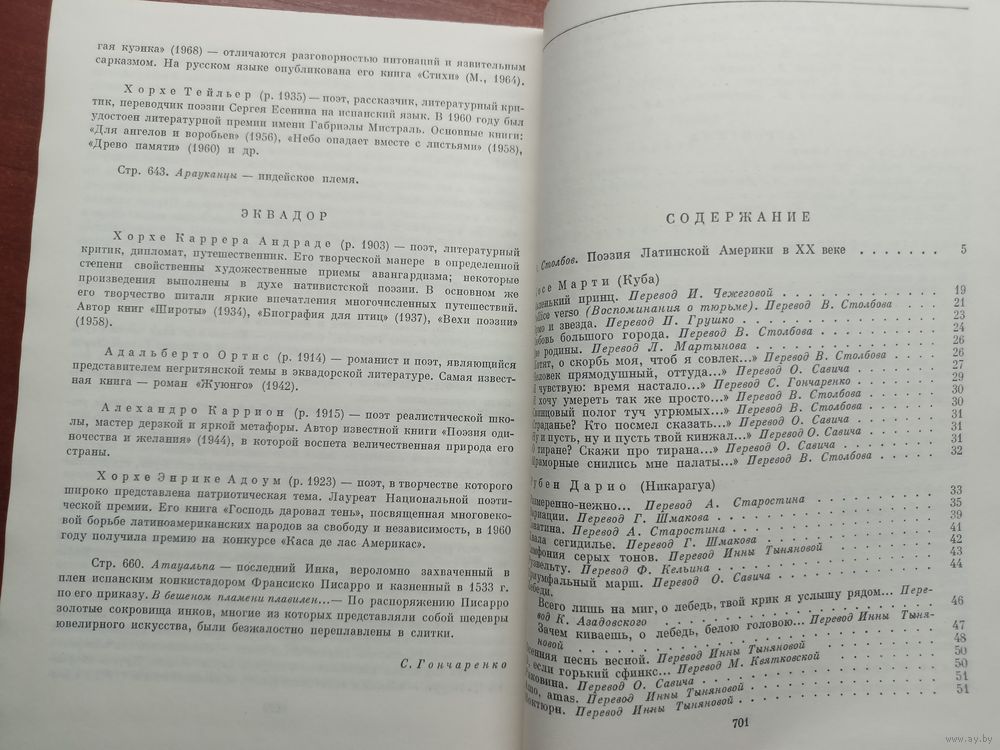 гая куэнка» (1968) — отличаются разговорностью интонаций и язвительным
сарказмом. На русском языке опубликована его книга «Стихи» (М., 1964).
Хорхе Тейльер (р. 1935) — поэт, рассказчик, литературный кри-
тик, переводчик поэзии Сергея Есенина на испанский язык. В 1960 году был
удостоен литературной премии имени Габриэлы Мистраль. Основные книги:
«Для ангелов и воробьев» (1956), «Небо опадает вместе с листьями» (1958),
«Древо памяти» (1960) и др.
Стр. 643. Арауканцы — индейское племя.
ЭКВАДОР
Хорхе Каррера Андраде (р. 1903) — поэт, литературный
критик, дипломат, путешественник. Его творческой манере в определенной
степени свойственны художественные приемы авангардизма; некоторые
произведения выполнены в духе нативистской поэзии. В основном же
его творчество питали яркие впечатления многочисленных путешествий.
Автор книг «Широты» (1934), «Биография для птиц» (1937), «Вехи поэзии»
(1958).
Адальберто Ортис (р. 1914) — романист и поэт, являющийся
представителем негритянской темы в эквадорской литературе. Самая извест-
ная книга — роман «Жуюнго» (1942).
Алехандро Каррион (р. 1915) — поэт реалистической шко-
лы, мастер дерзкой и яркой метафоры. Автор известной книги «Поэзия оди-
ночества и желания» (1944), в которой воспета величественная природа его
страны.
Хорхе Энрике Адоум (р. 1923) — поэт, в творчестве которого
широко представлена патриотическая тема. Лауреат Национальной поэти-
ческой премии. Его книга «Господь даровал тень», посвященная многовеко-
вой борьбе латиноамериканских народов за свободу и независимость, в 1960
году получила премию на конкурсе «Каса де лас Америкас».
Стр. 660. Атауальпа — последний Инка, вероломно захваченный в
плен испанским конкистадором Франсиско Писарро и казненный в 1533 г.
по его приказу. В бешеном пламени плавилен...— По распоряжению Писарро
золотые сокровища инков, многие из которых представляли собой шедевры
ювелирного искусства, были безжалостно переплавлены в слитки.
С. Гончаренко
СОДЕРЖАНИЕ
Столбов. Поэзия Латинской Америки в XX веке . . . . . . . 5
Марти (Куба)
принц. Перевод И. Чежеговой . . . 19
verso (Воспоминания о тюрьме). Перевод В. Столбова . . . 21
и звезда. Перевод П. Грушко . . . 23
большого города. Перевод В. Столбова . . . 24
родины. Перевод Л. Мартынова . . . 26
, о скорбь моя, чтоб я совлек...» Перевод В. Столбова . . . 26
прямодушный, оттуда...» Перевод О. Савича . . . 27
чувствую: время настало...» Перевод С. Гончаренко . . . 29
хочу умереть так же просто...» Перевод В. Столбова . . . 30
полог туч угрюмых...» Перевод В. Столбова . . . 30
Кто посмел сказать...» Перевод О. Савича . . . 31
и пусть, ну и пусть твой кинжал...» Перевод О. Савича . . . 31
тиране? Скажи про тирана...» Перевод О. Савича . . . 31
снились мне палаты...» Перевод В. Столбова . . . 32
Дарио (Никарагуа)
Перевод А. Старостина . . . 33
Перевод Г. Шмакова . . . 35
Перевод А. Старостина . . . 39
сегидилье. Перевод Г. Шмакова . . . 41
серых тонов. Перевод Инны Тыняновой . . . 42
Перевод Ф. Кельина . . . 43
марш. Перевод О. Савича . . . 44
Всего лишь на миг, о лебедь, твой крик я услышу рядом... Пере-
вод К. Азадовского . . . 46
Зачем киваешь, о лебедь, белою головою... Перевод Инны Тыня-
новой . . . 47
песнь весной. Перевод Инны Тыняновой . . . 48
если горький сфинкс... Перевод М. Квятковской . . . 50
Перевод О. Савича . . . 50
amas. Перевод Инны Тыняновой . . . 51
Перевод Инны Тыняновой . . . 51
701
www.ay.by